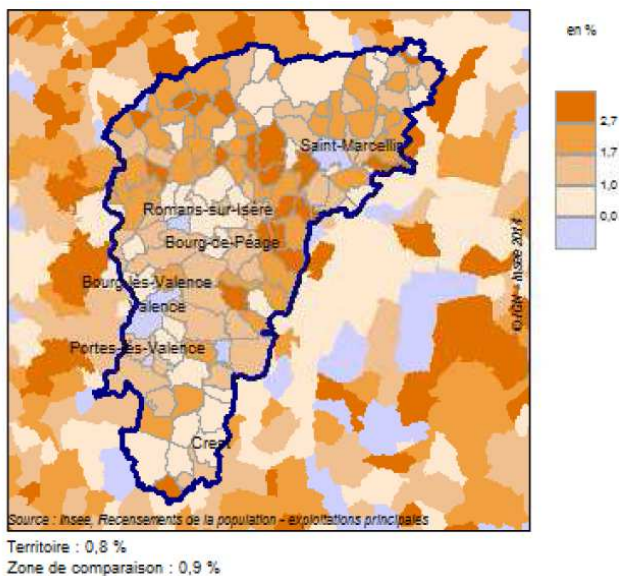 en %
2,7
1,7
1,0
0,0
Saint-Marcellin
Romans-sur-Isère
Bourg-de-Péage
Bourg-lès-Valence
Valence
Portes-lès-Valence
Crest
©IGN - Insee 2014
Source : Insee, Recensements de la population - exploitations principales
Territoire : 0,8 %
Zone de comparaison : 0,9 %